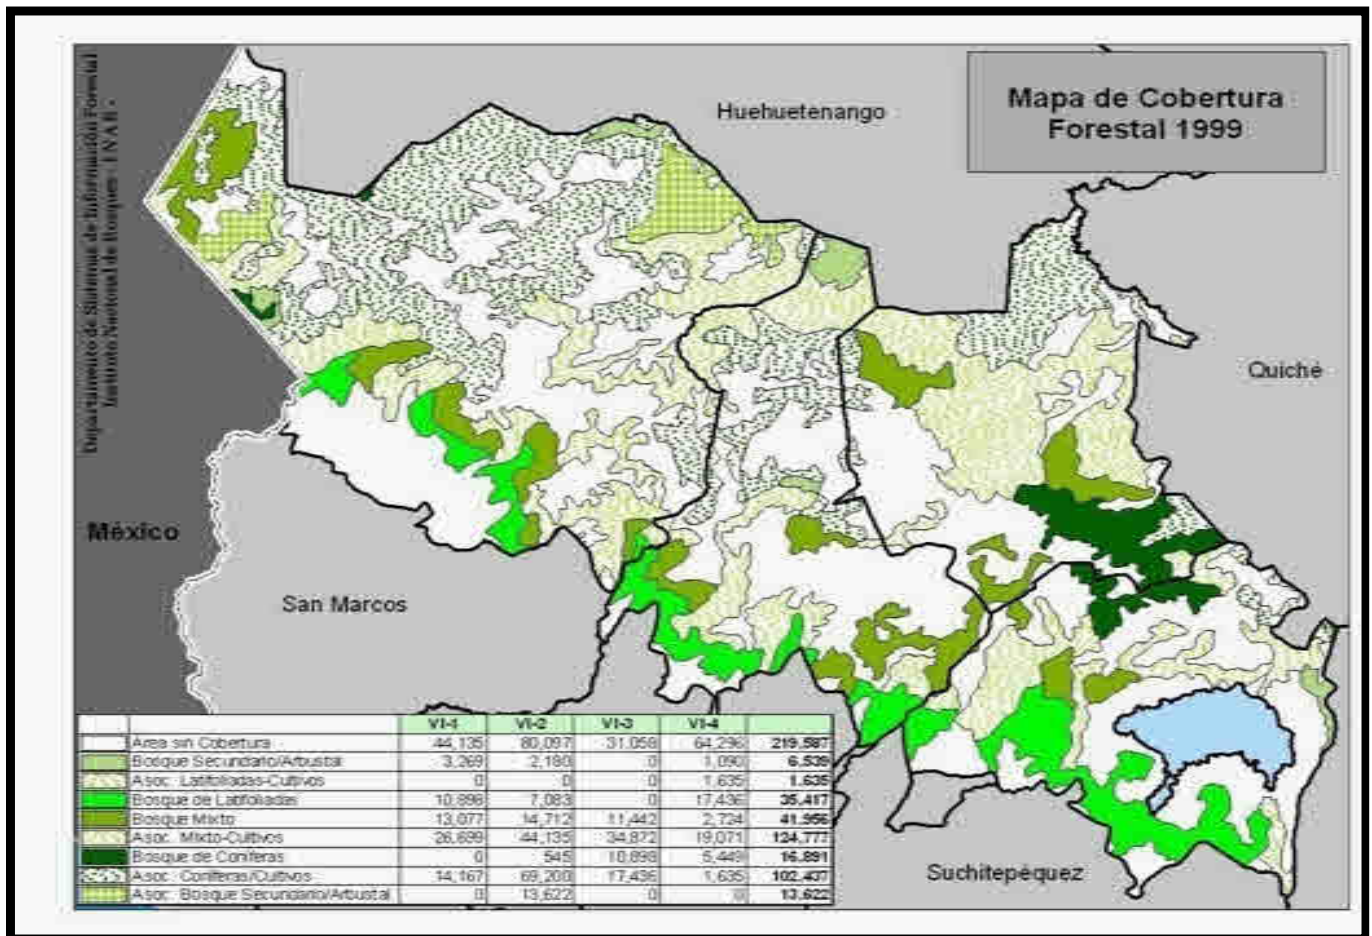 Mapa de Cobertura
Forestal 1999
Departamento de Sistemas de Información Forestal
Instituto Nacional de Bosques - INAB -
Huehuetenango
Quiché
México
San Marcos
Suchitepéquez
VI-1 VI-2 VI-3 VI-4
Area sin Cobertura 44,135 80,097 31,058 64,296 219,587
Bosque Secundario/Arbustal 3,269 2,180 0 1,090 6.539
Asoc. Latifoliadas-Cultivos 0 0 0 1,635 1.635
Bosque de Latifoliadas 10,898 7,083 0 17,436 35,417
Bosque Mixto 13,077 14,712 11,442 2,724 41,956
Asoc. Mixto-Cultivos 26,699 44,135 34,872 19,071 124,777
Bosque de Coniferas 0 545 10,898 5,449 16,891
Asoc. Coniferas/Cultivos 14,167 69,200 17,436 1,635 102,437
Asoc. Bosque Secundario/Arbustal 0 13,622 0 0 13,622